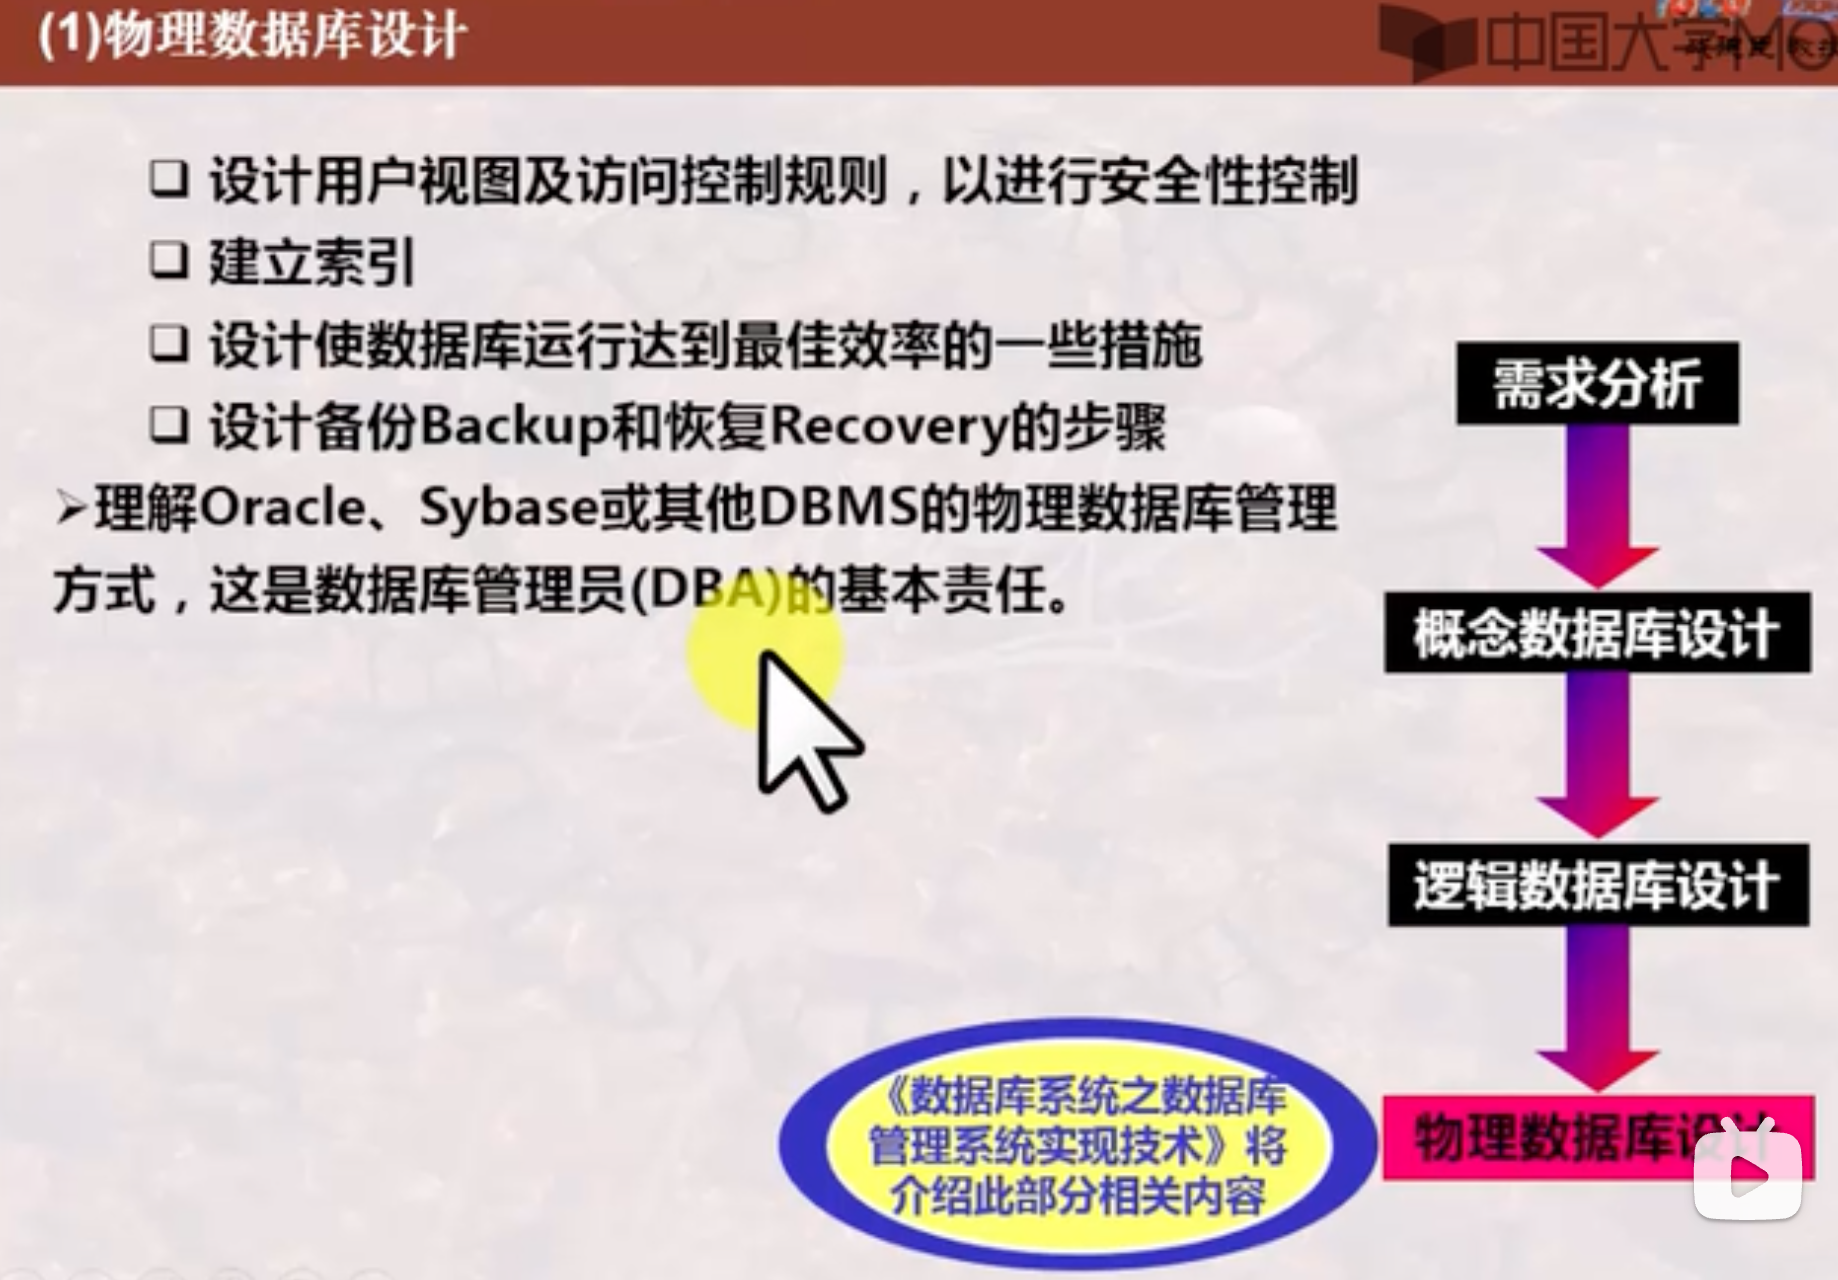 (1)物理数据库设计
中国大学MO
❑ 设计用户视图及访问控制规则，以进行安全性控制
❑ 建立索引
❑ 设计使数据库运行达到最佳效率的一些措施
❑ 设计备份Backup和恢复Recovery的步骤
➢理解Oracle、Sybase或其他DBMS的物理数据库管理
方式，这是数据库管理员(DBA)的基本责任。
需求分析
概念数据库设计
逻辑数据库设计
物理数据库设计
《数据库系统之数据库
管理系统实现技术》将
介绍此部分相关内容